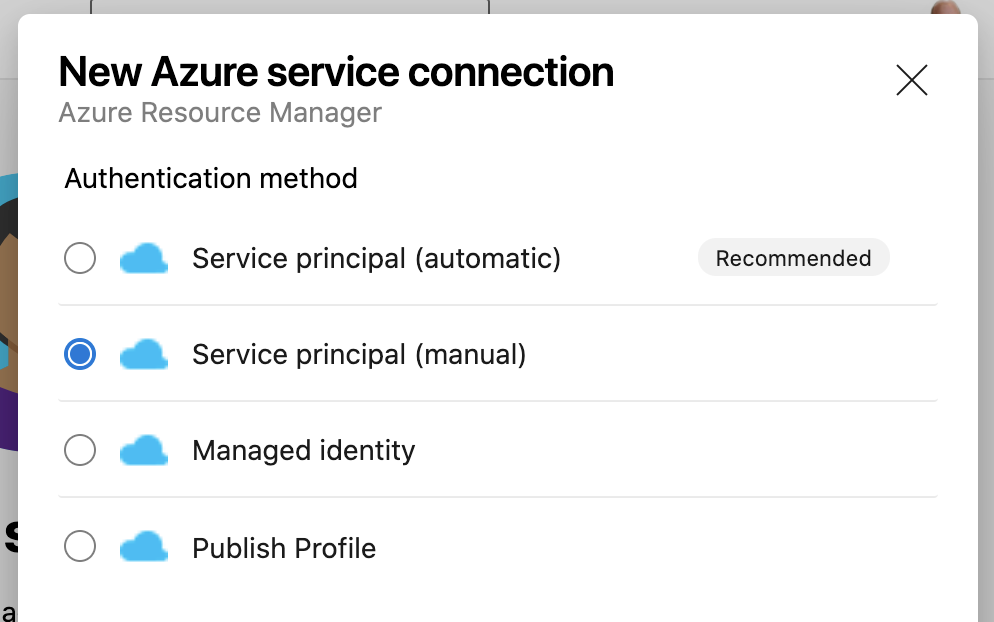 New Azure service connection
Azure Resource Manager
Authentication method
Service principal (automatic)
Recommended
Service principal (manual)
Managed identity
Publish Profile